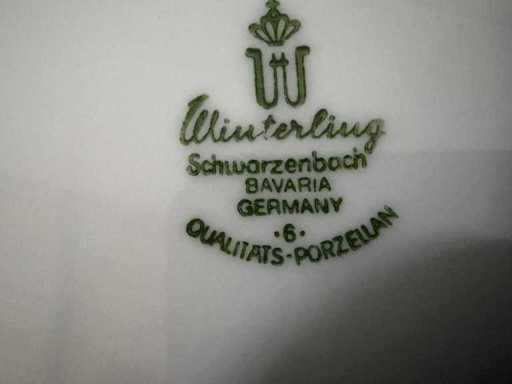 Winterling
Schwarzenbach
BAVARIA
GERMANY
·6·
QUALITÄTS-PORZELLAN